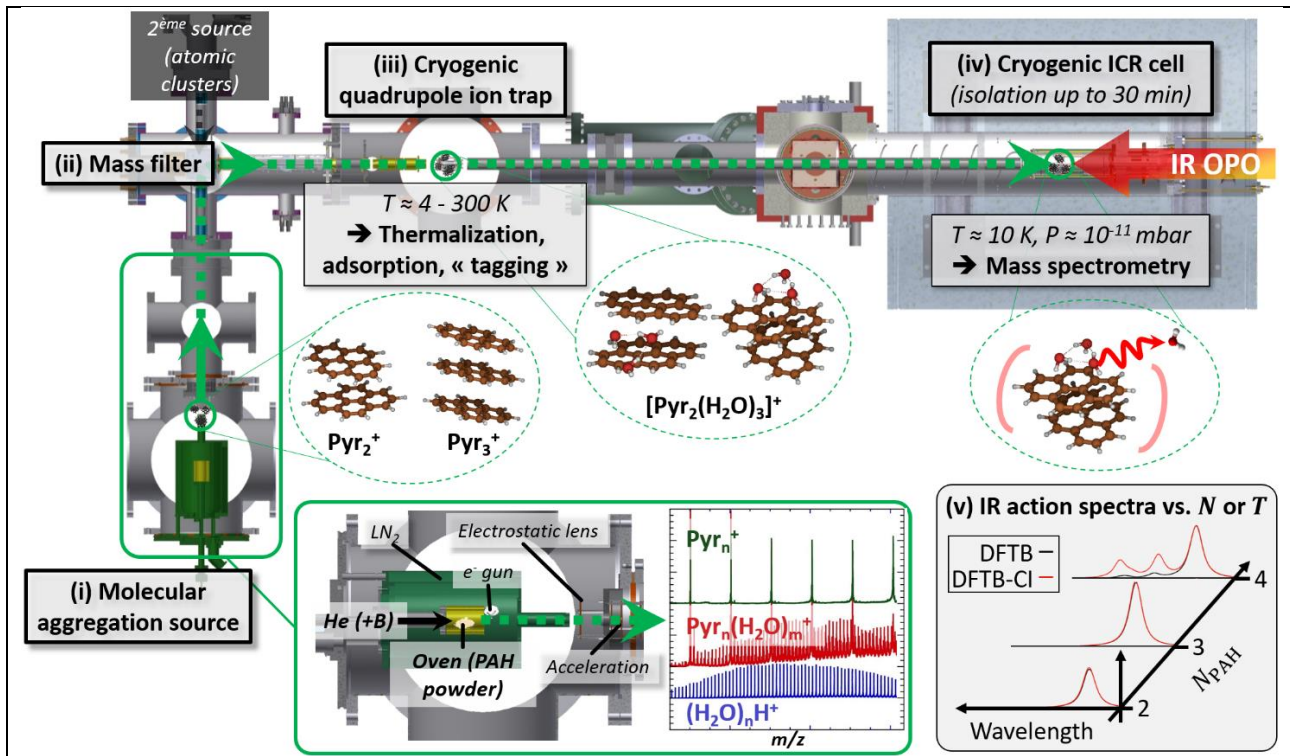 2ème source
(atomic
clusters)
(ii) Mass filter
(iii) Cryogenic
quadrupole ion trap
T ≈ 4 - 300 K
➔ Thermalization,
adsorption, « tagging »
(iv) Cryogenic ICR cell
(isolation up to 30 min)
IR OPO
T ≈ 10 K, P ≈ 10⁻¹¹ mbar
➔ Mass spectrometry
Pyr₂⁺
Pyr₃⁺
[Pyr₂(H₂O)₃]⁺
(i) Molecular
aggregation source
LN₂
Electrostatic lens
e⁻ gun
He (+B)
Oven (PAH
powder)
Acceleration
Pyrₙ⁺
Pyrₙ(H₂O)ₘ⁺
(H₂O)ₙH⁺
m/z
(v) IR action spectra vs. N or T
DFTB
DFTB-CI
4
3
2
N_PAH
Wavelength